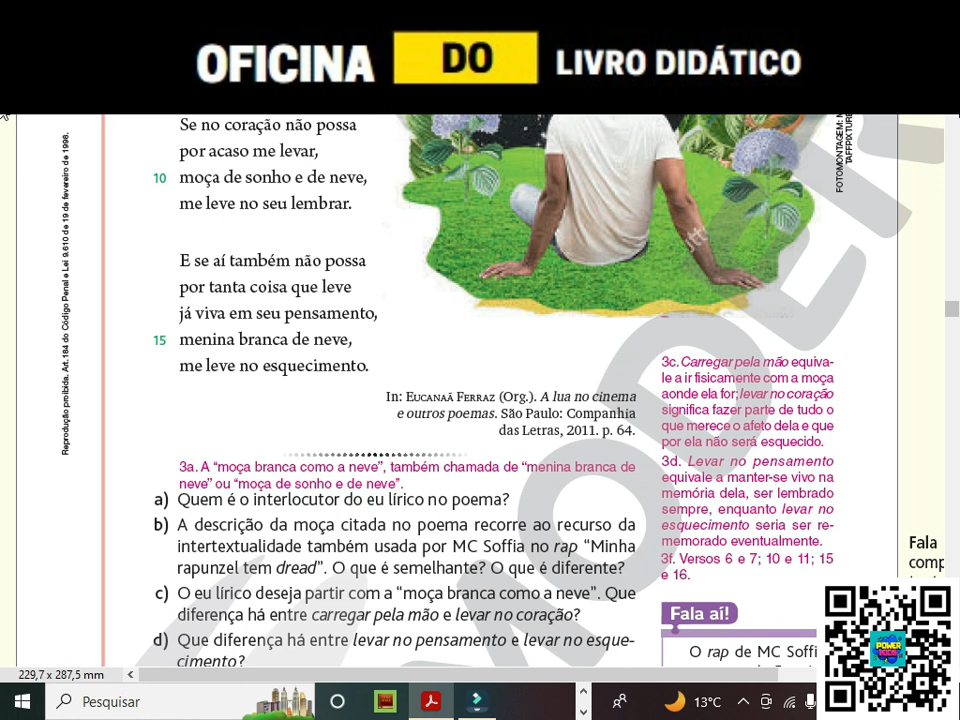 OFICINA DO LIVRO DIDÁTICO
Se no coração não possa
por acaso me levar,
10 moça de sonho e de neve,
me leve no seu lembrar.
E se aí também não possa
por tanta coisa que leve
já viva em seu pensamento,
15 menina branca de neve,
me leve no esquecimento.
In: Eucanaã Ferraz (Org.). A lua no cinema
e outros poemas. São Paulo: Companhia
das Letras, 2011. p. 64.
Reprodução proibida. Art. 184 do Código Penal e Lei 9.610 de 19 de fevereiro de 1998.
FOTOMONTAGEM:
3a. A “moça branca como a neve”, também chamada de “menina branca de
neve” ou “moça de sonho e de neve”.
a) Quem é o interlocutor do eu lírico no poema?
b) A descrição da moça citada no poema recorre ao recurso da
intertextualidade também usada por MC Soffia no rap “Minha
rapunzel tem dread”. O que é semelhante? O que é diferente?
c) O eu lírico deseja partir com a “moça branca como a neve”. Que
diferença há entre carregar pela mão e levar no coração?
d) Que diferença há entre levar no pensamento e levar no esque-
cimento?
3c. Carregar pela mão equiva-
le a ir fisicamente com a moça
aonde ela for; levar no coração
significa fazer parte de tudo o
que merece o afeto dela e que
por ela não será esquecido.
3d. Levar no pensamento
equivale a manter-se vivo na
memória dela, ser lembrado
sempre, enquanto levar no
esquecimento seria ser re-
memorado eventualmente.
3f. Versos 6 e 7; 10 e 11; 15
e 16.
Fala aí!
O rap de MC Soffi
Fala
comp
MODER
POWER
229,7 x 287,5 mm
Pesquisar
13°C